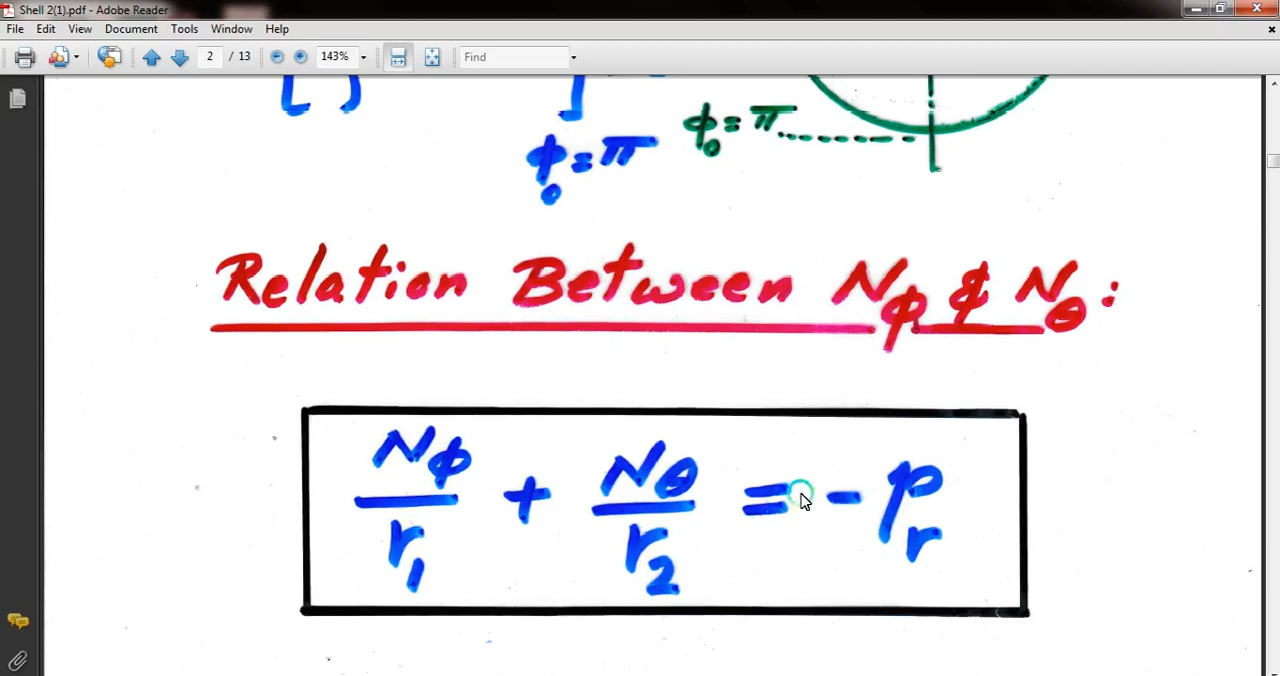 Shell 2(1).pdf - Adobe Reader
File Edit View Document Tools Window Help
2 / 13 143% Find
ϕ₀ = π
ϕ₀ = π
Relation Between Nϕ & Nθ:
Nϕ/r₁ + Nθ/r₂ = - pᵣ